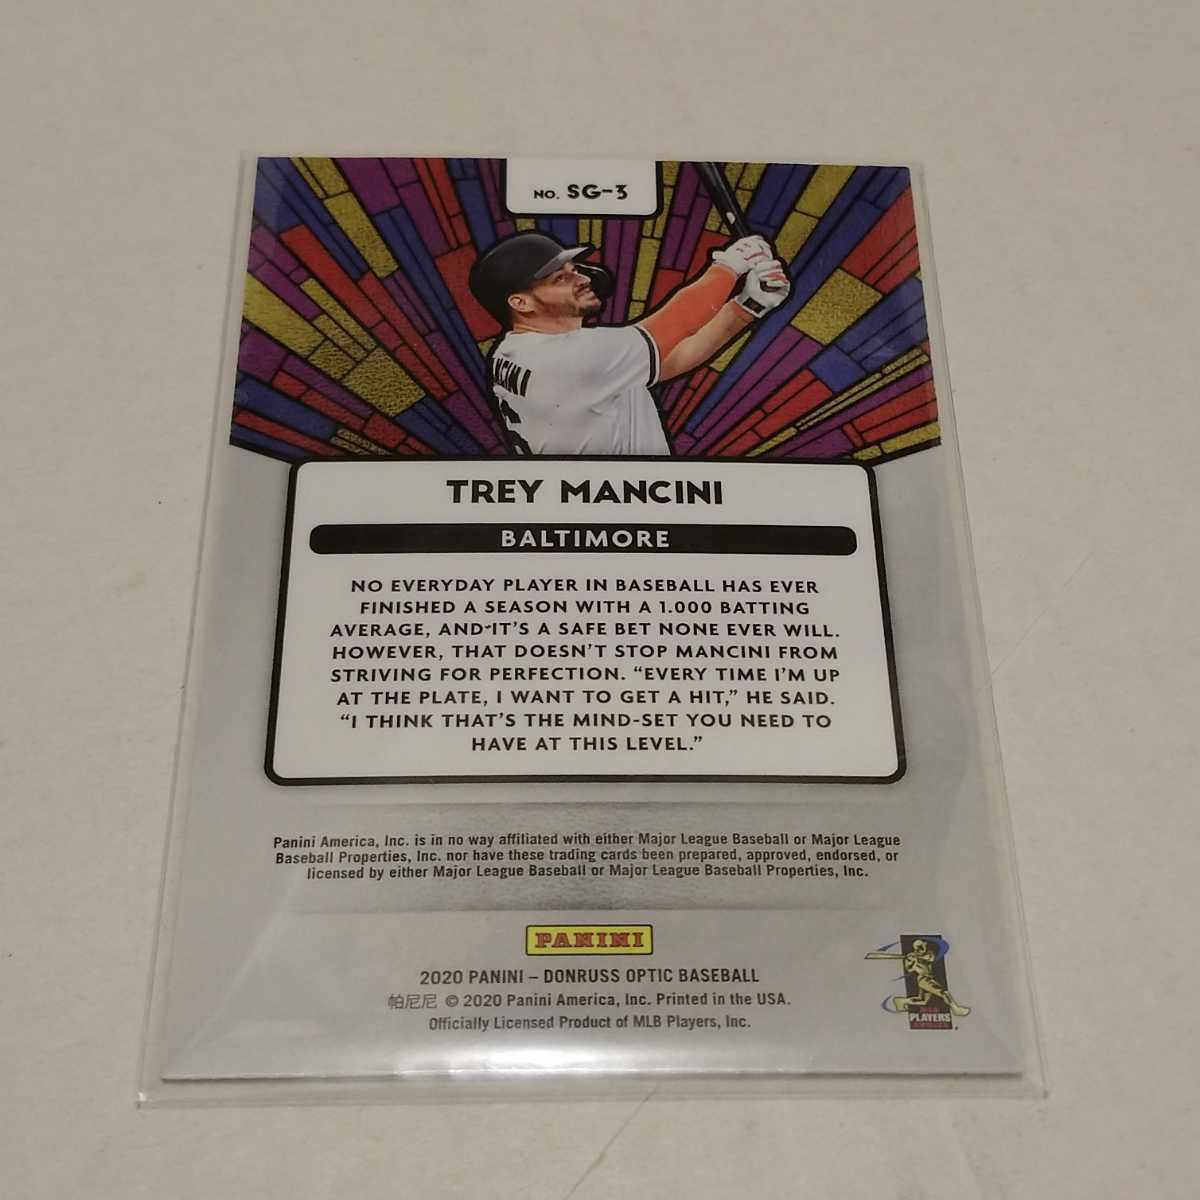 NO. SG-3
TREY MANCINI
BALTIMORE
NO EVERYDAY PLAYER IN BASEBALL HAS EVER
FINISHED A SEASON WITH A 1.000 BATTING
AVERAGE, AND IT'S A SAFE BET NONE EVER WILL.
HOWEVER, THAT DOESN'T STOP MANCINI FROM
STRIVING FOR PERFECTION. “EVERY TIME I'M UP
AT THE PLATE, I WANT TO GET A HIT,” HE SAID.
“I THINK THAT'S THE MIND-SET YOU NEED TO
HAVE AT THIS LEVEL.”
Panini America, Inc. is in no way affiliated with either Major League Baseball or Major League
Baseball Properties, Inc. nor have these trading cards been prepared, approved, endorsed, or
licensed by either Major League Baseball or Major League Baseball Properties, Inc.
PANINI
2020 PANINI – DONRUSS OPTIC BASEBALL
帕尼尼 © 2020 Panini America, Inc. Printed in the USA.
Officially Licensed Product of MLB Players, Inc.
PLAYERS